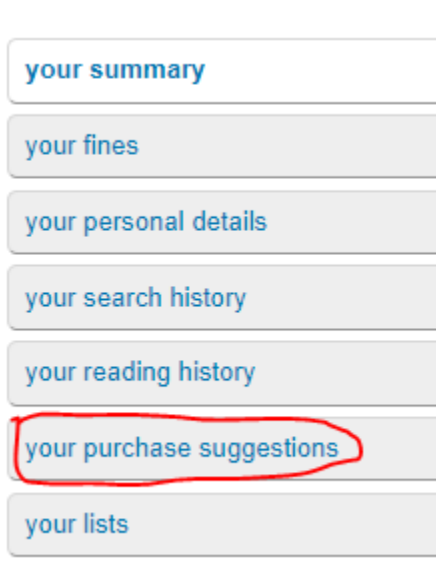 your summary
your fines
your personal details
your search history
your reading history
your purchase suggestions
your lists